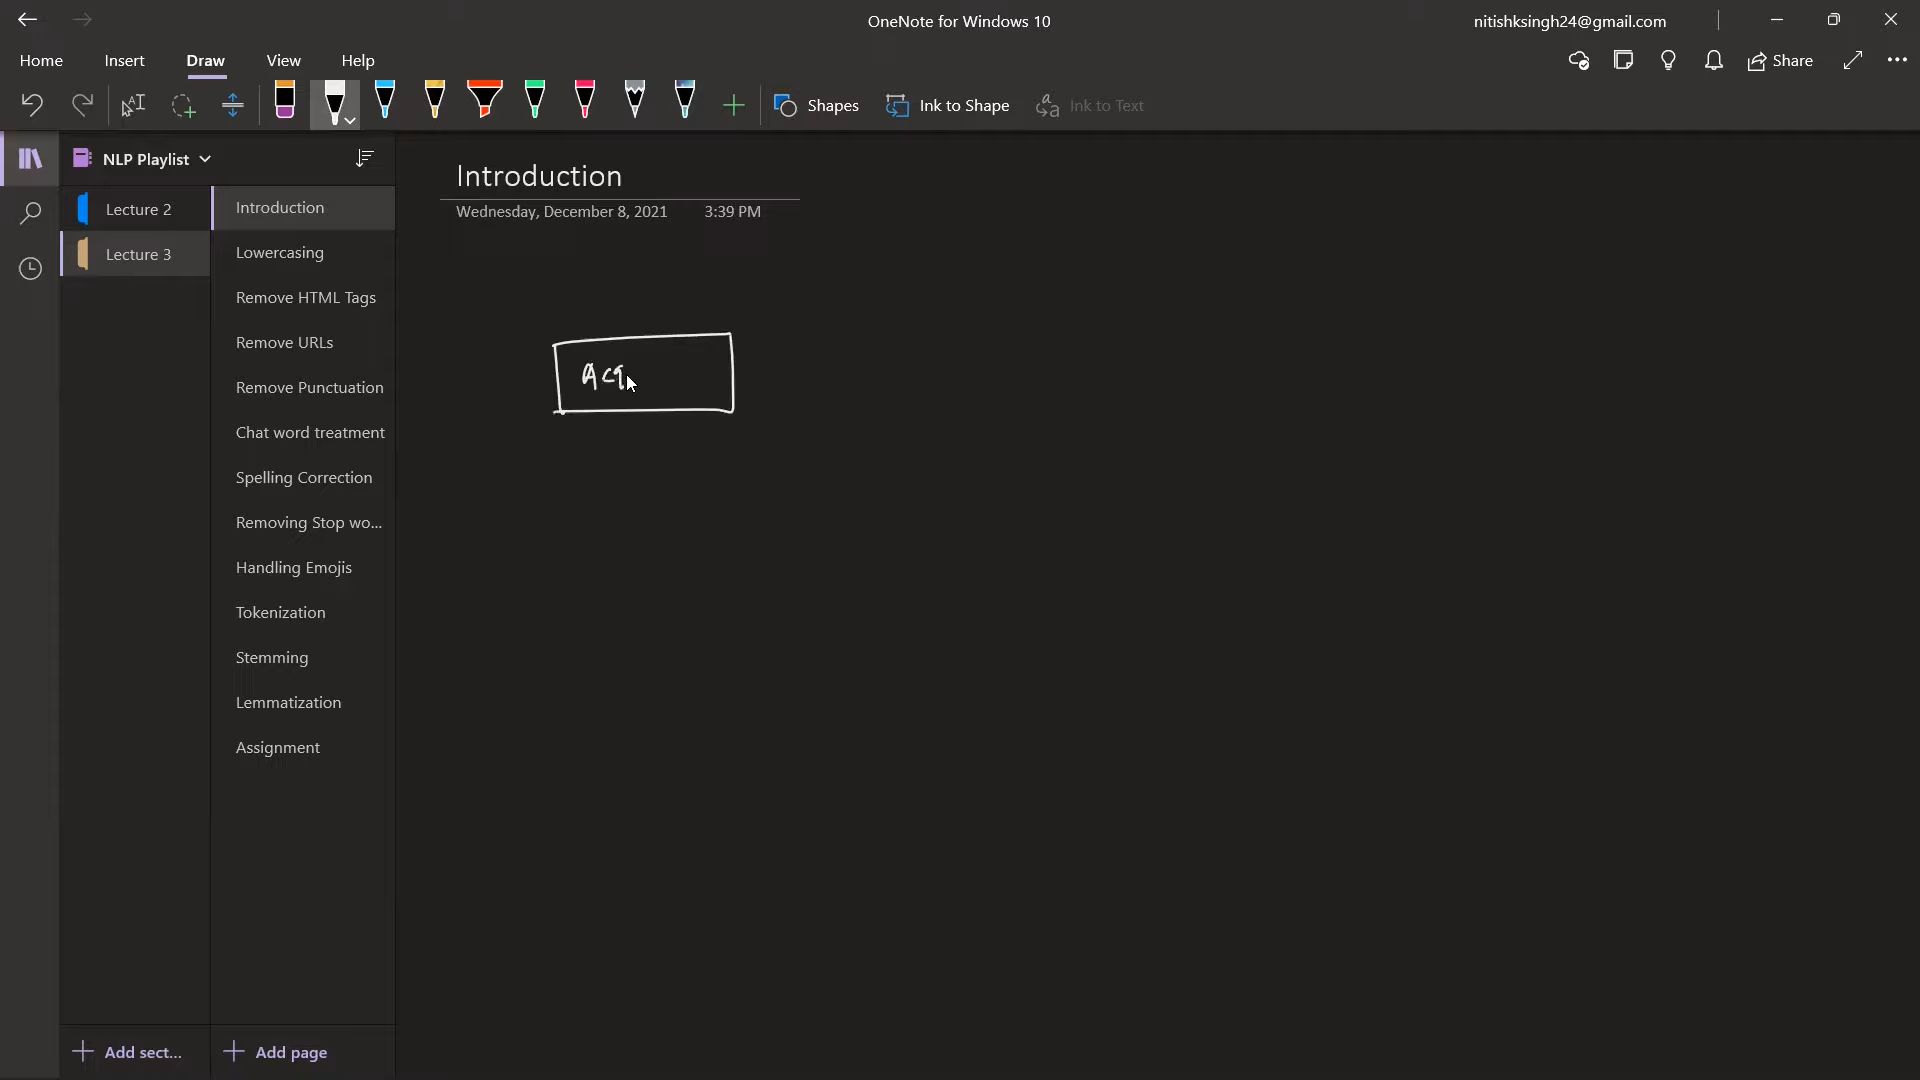 OneNote for Windows 10
nitishksingh24@gmail.com
Home Insert Draw View Help
Share
Shapes Ink to Shape Ink to Text
NLP Playlist
Lecture 2
Lecture 3
Introduction
Lowercasing
Remove HTML Tags
Remove URLs
Remove Punctuation
Chat word treatment
Spelling Correction
Removing Stop wo...
Handling Emojis
Tokenization
Stemming
Lemmatization
Assignment
Add sect...
Add page
Introduction
Wednesday, December 8, 2021 3:39 PM
Acq